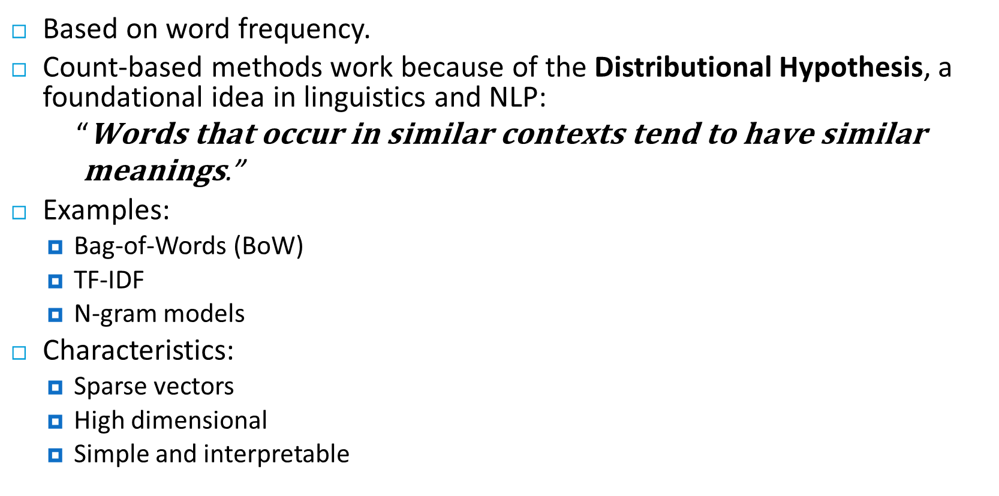 Based on word frequency.
Count-based methods work because of the Distributional Hypothesis, a
foundational idea in linguistics and NLP:
“Words that occur in similar contexts tend to have similar
meanings.”
Examples:
Bag-of-Words (BoW)
TF-IDF
N-gram models
Characteristics:
Sparse vectors
High dimensional
Simple and interpretable